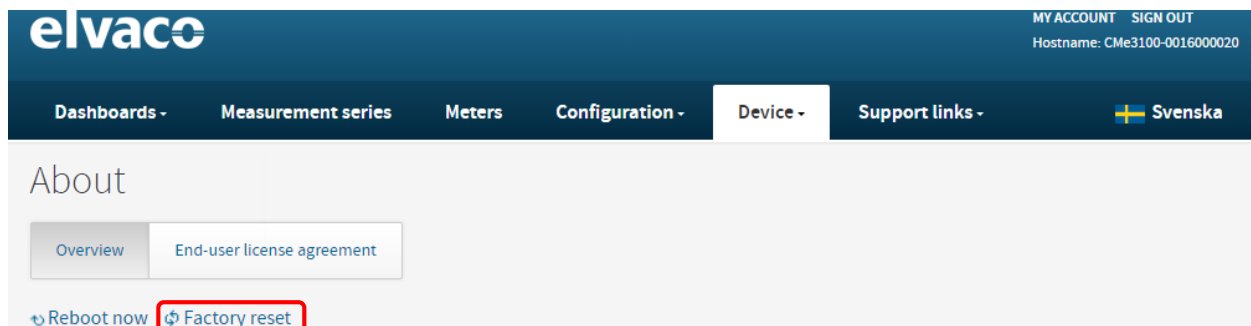 elvaco
MY ACCOUNT SIGN OUT
Hostname: CMe3100-0016000020
Dashboards Measurement series Meters Configuration Device Support links Svenska
About
Overview End-user license agreement
Reboot now Factory reset